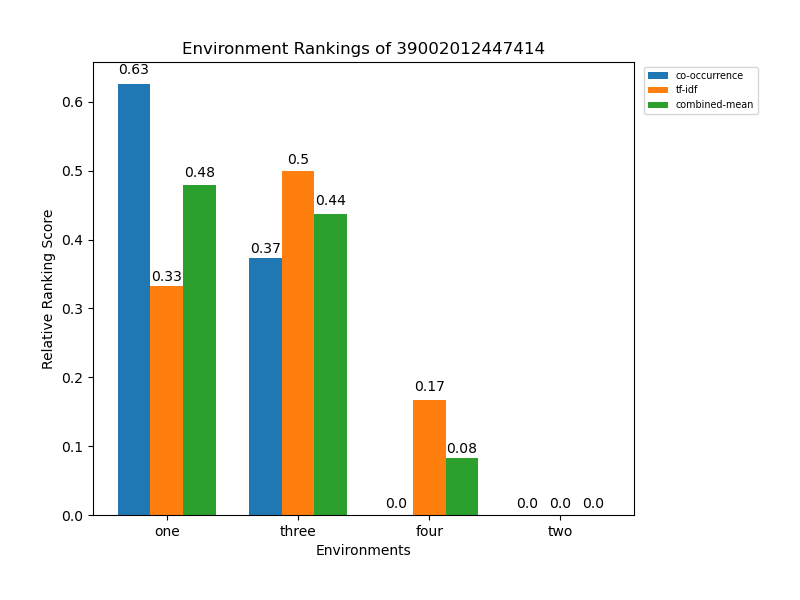 Environment Rankings of 39002012447414
co-occurrence
tf-idf
combined-mean
Relative Ranking Score
0.6
0.5
0.4
0.3
0.2
0.1
0.0
0.63
0.33
0.48
0.37
0.5
0.44
0.0
0.17
0.08
0.0 0.0 0.0
one three four two
Environments